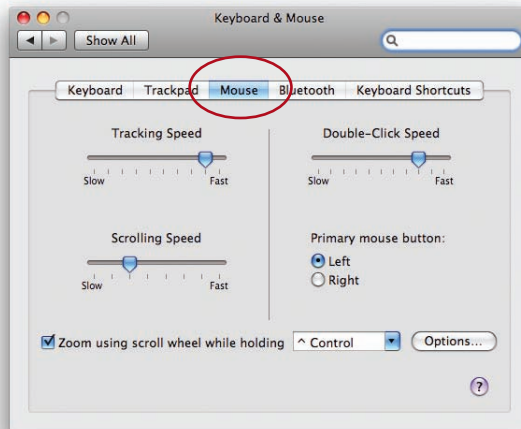 Keyboard & Mouse
Show All
Keyboard Trackpad Mouse Bluetooth Keyboard Shortcuts
Tracking Speed Double-Click Speed
Slow Fast Slow Fast
Scrolling Speed Primary mouse button:
Left
Slow Fast Right
Zoom using scroll wheel while holding ^ Control Options...
?